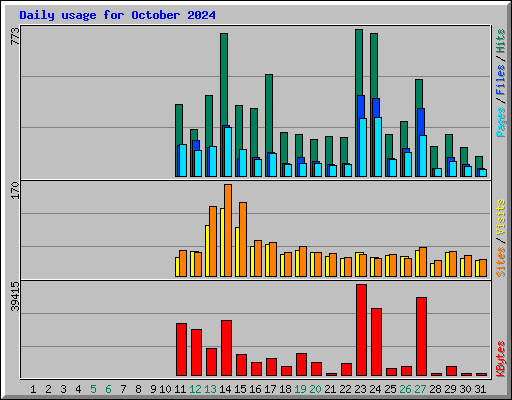 Daily usage for October 2024
773
Pages / Files / Hits
170
Sites / Visits
39415
KBytes
1 2 3 4 5 6 7 8 9 10 11 12 13 14 15 16 17 18 19 20 21 22 23 24 25 26 27 28 29 30 31